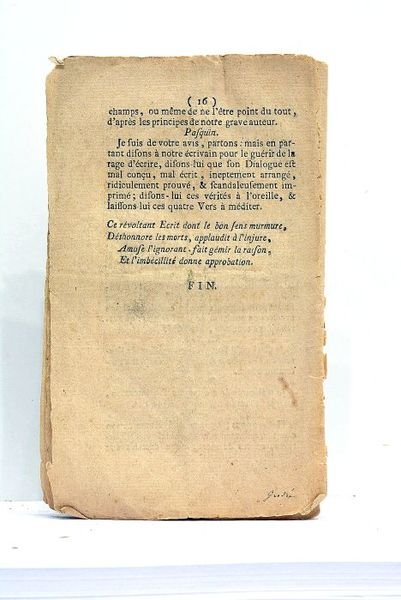 ( 16 )
champs, ou même de ne l'être point du tout,
d'après les principes de notre grave auteur.
Pasquin.
Je ſuis de votre avis, partons : mais en par-
tant diſons à notre écrivain pour le guérir de la
rage d'écrire, diſons-lui que ſon Dialogue eſt
mal conçu, mal écrit, ineptement arrangé,
ridiculement prouvé, & ſcandaleuſement im-
primé ; diſons-lui ces vérités à l'oreille, &
laiſſons-lui ces quatre Vers à méditer.
Ce révoltant Ecrit dont le bon ſens murmure,
Déshonnore les morts, applaudit à l'injure,
Amuſe l'ignorant, fait gémir la raiſon,
Et l'imbécillité donne approbation.
FIN.